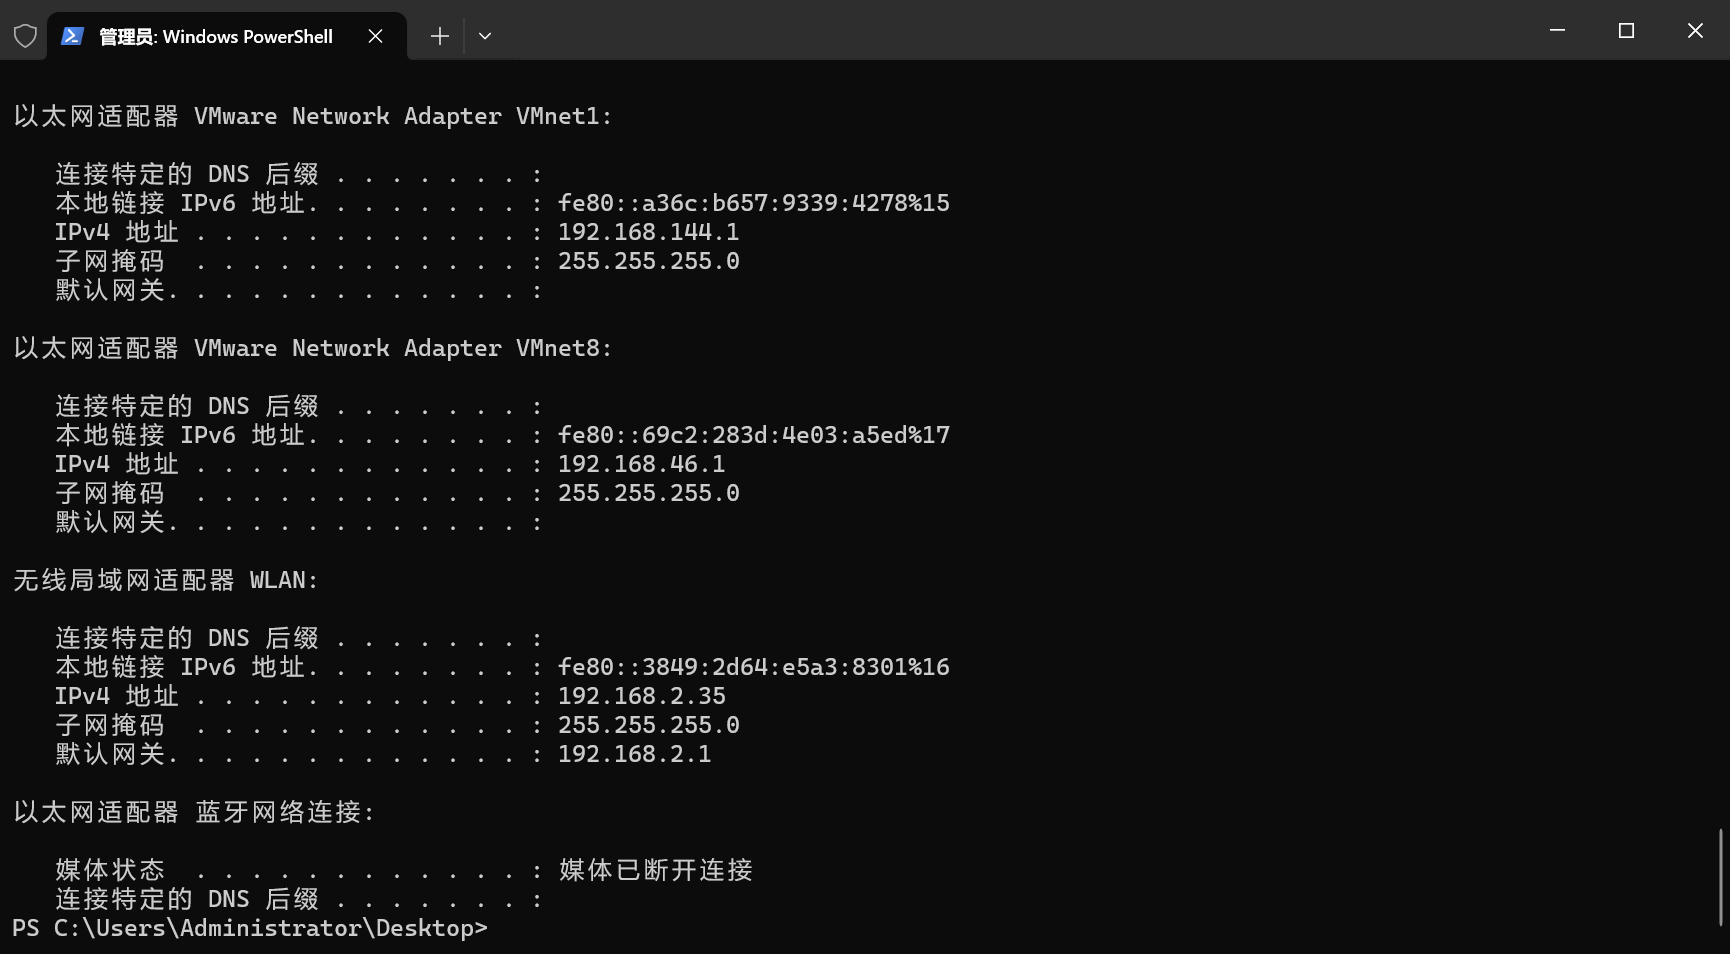 管理员: Windows PowerShell
以太网适配器 VMware Network Adapter VMnet1:
连接特定的 DNS 后缀 . . . . . . . :
本地链接 IPv6 地址. . . . . . . . : fe80::a36c:b657:9339:4278%15
IPv4 地址 . . . . . . . . . . . . : 192.168.144.1
子网掩码  . . . . . . . . . . . . : 255.255.255.0
默认网关. . . . . . . . . . . . . :
以太网适配器 VMware Network Adapter VMnet8:
连接特定的 DNS 后缀 . . . . . . . :
本地链接 IPv6 地址. . . . . . . . : fe80::69c2:283d:4e03:a5ed%17
IPv4 地址 . . . . . . . . . . . . : 192.168.46.1
子网掩码  . . . . . . . . . . . . : 255.255.255.0
默认网关. . . . . . . . . . . . . :
无线局域网适配器 WLAN:
连接特定的 DNS 后缀 . . . . . . . :
本地链接 IPv6 地址. . . . . . . . : fe80::3849:2d64:e5a3:8301%16
IPv4 地址 . . . . . . . . . . . . : 192.168.2.35
子网掩码  . . . . . . . . . . . . : 255.255.255.0
默认网关. . . . . . . . . . . . . : 192.168.2.1
以太网适配器 蓝牙网络连接:
媒体状态  . . . . . . . . . . . . : 媒体已断开连接
连接特定的 DNS 后缀 . . . . . . . :
PS C:\Users\Administrator\Desktop>